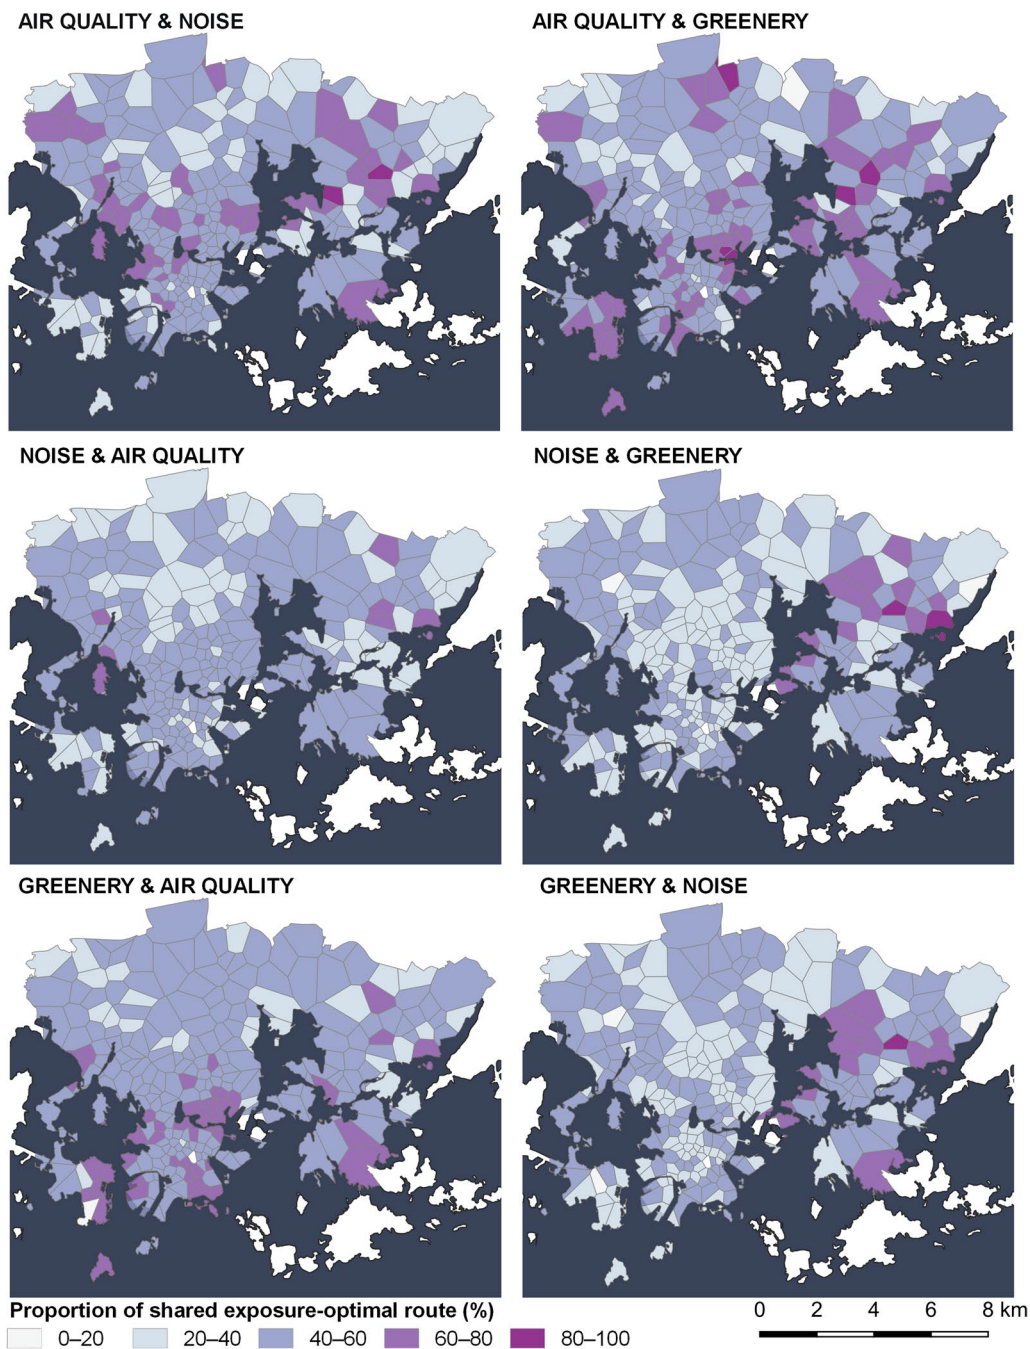 AIR QUALITY & NOISE
AIR QUALITY & GREENERY
NOISE & AIR QUALITY
NOISE & GREENERY
GREENERY & AIR QUALITY
GREENERY & NOISE
Proportion of shared exposure-optimal route (%)
0–20 20–40 40–60 60–80 80–100
0 2 4 6 8 km